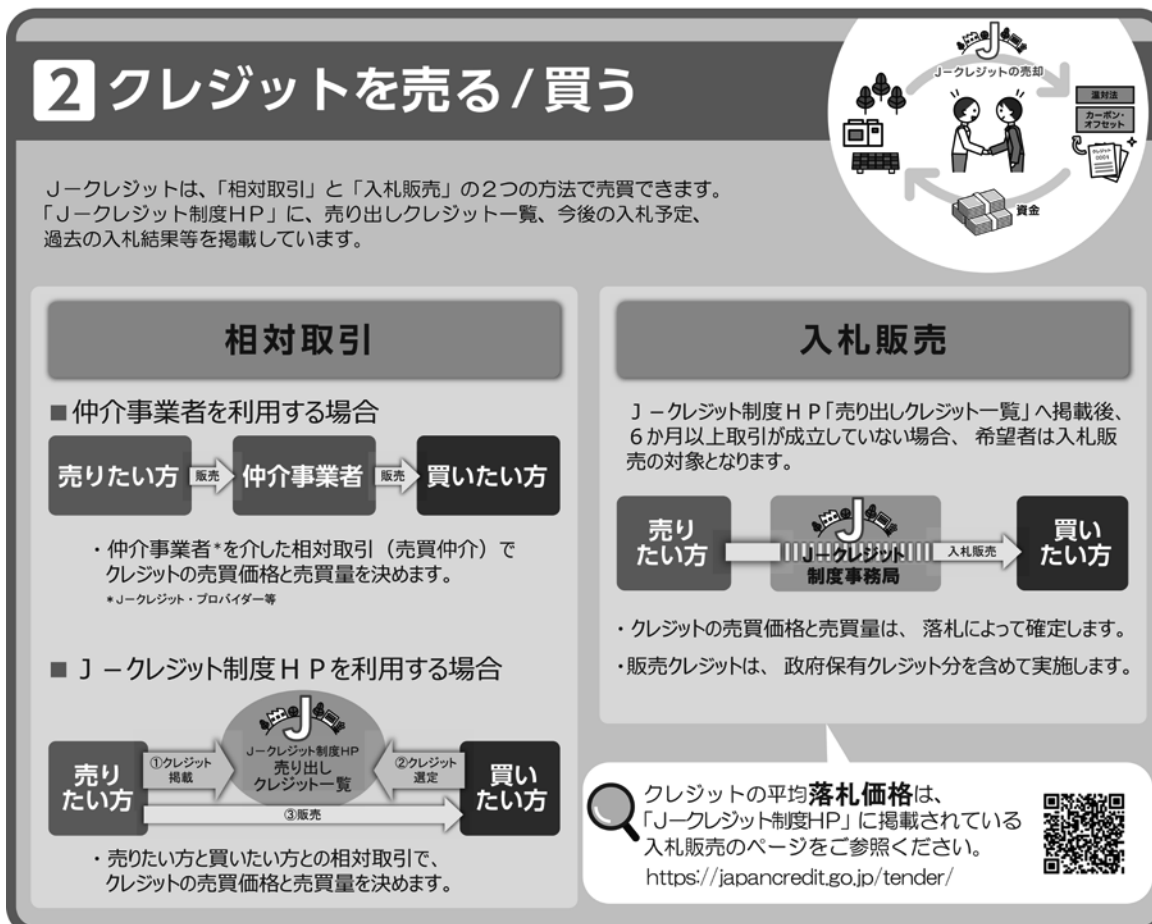 2 クレジットを売る/買う
J
J-クレジットの売却
温対法
カーボン・
オフセット
クレジット
0001
資金
J-クレジットは、「相対取引」と「入札販売」の2つの方法で売買できます。
「J-クレジット制度HP」に、売り出しクレジット一覧、今後の入札予定、
過去の入札結果等を掲載しています。
相対取引
■仲介事業者を利用する場合
売りたい方 販売 仲介事業者 販売 買いたい方
・仲介事業者*を介した相対取引(売買仲介)で
クレジットの売買価格と売買量を決めます。
*J-クレジット・プロバイダー等
■ J-クレジット制度HPを利用する場合
売り
たい方
①クレジット
掲載
J
J-クレジット制度HP
売り出し
クレジット一覧
②クレジット
選定
買い
たい方
③販売
・売りたい方と買いたい方との相対取引で、
クレジットの売買価格と売買量を決めます。
入札販売
J-クレジット制度HP「売り出しクレジット一覧」へ掲載後、
6か月以上取引が成立していない場合、希望者は入札販
売の対象となります。
売り
たい方
J
J-クレジット
制度事務局
入札販売
買い
たい方
・クレジットの売買価格と売買量は、落札によって確定します。
・販売クレジットは、政府保有クレジット分を含めて実施します。
クレジットの平均落札価格は、
「J-クレジット制度HP」に掲載されている
入札販売のページをご参照ください。
https://japancredit.go.jp/tender/